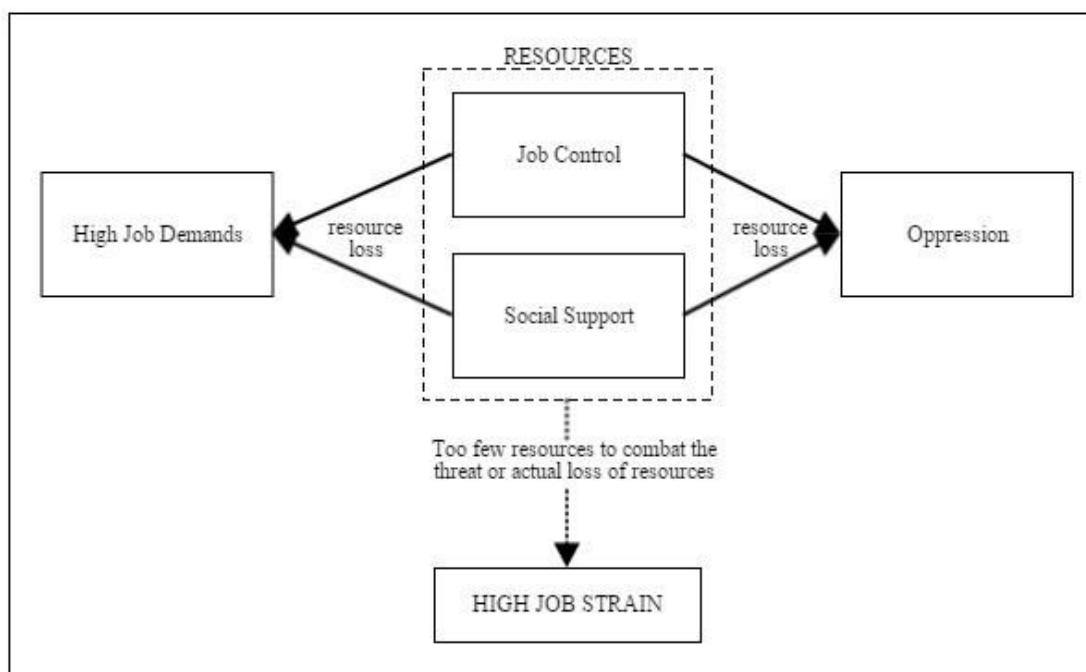 RESOURCES
Job Control
High Job Demands
resource
loss
resource
loss
Oppression
Social Support
Too few resources to combat the
threat or actual loss of resources
HIGH JOB STRAIN